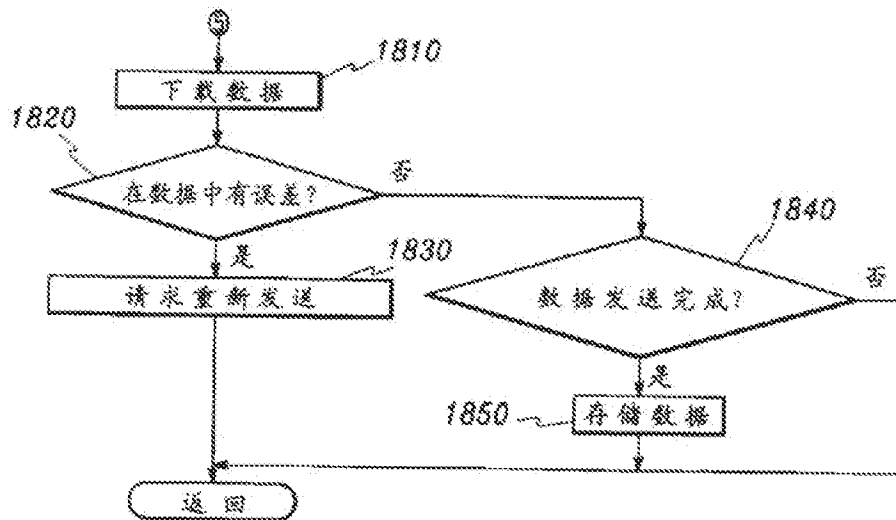 5
1810
下载数据
1820
在数据中有误差?
否
1840
是
1830
否
请求重新发送
数据发送完成?
是
1850
存储数据
返回